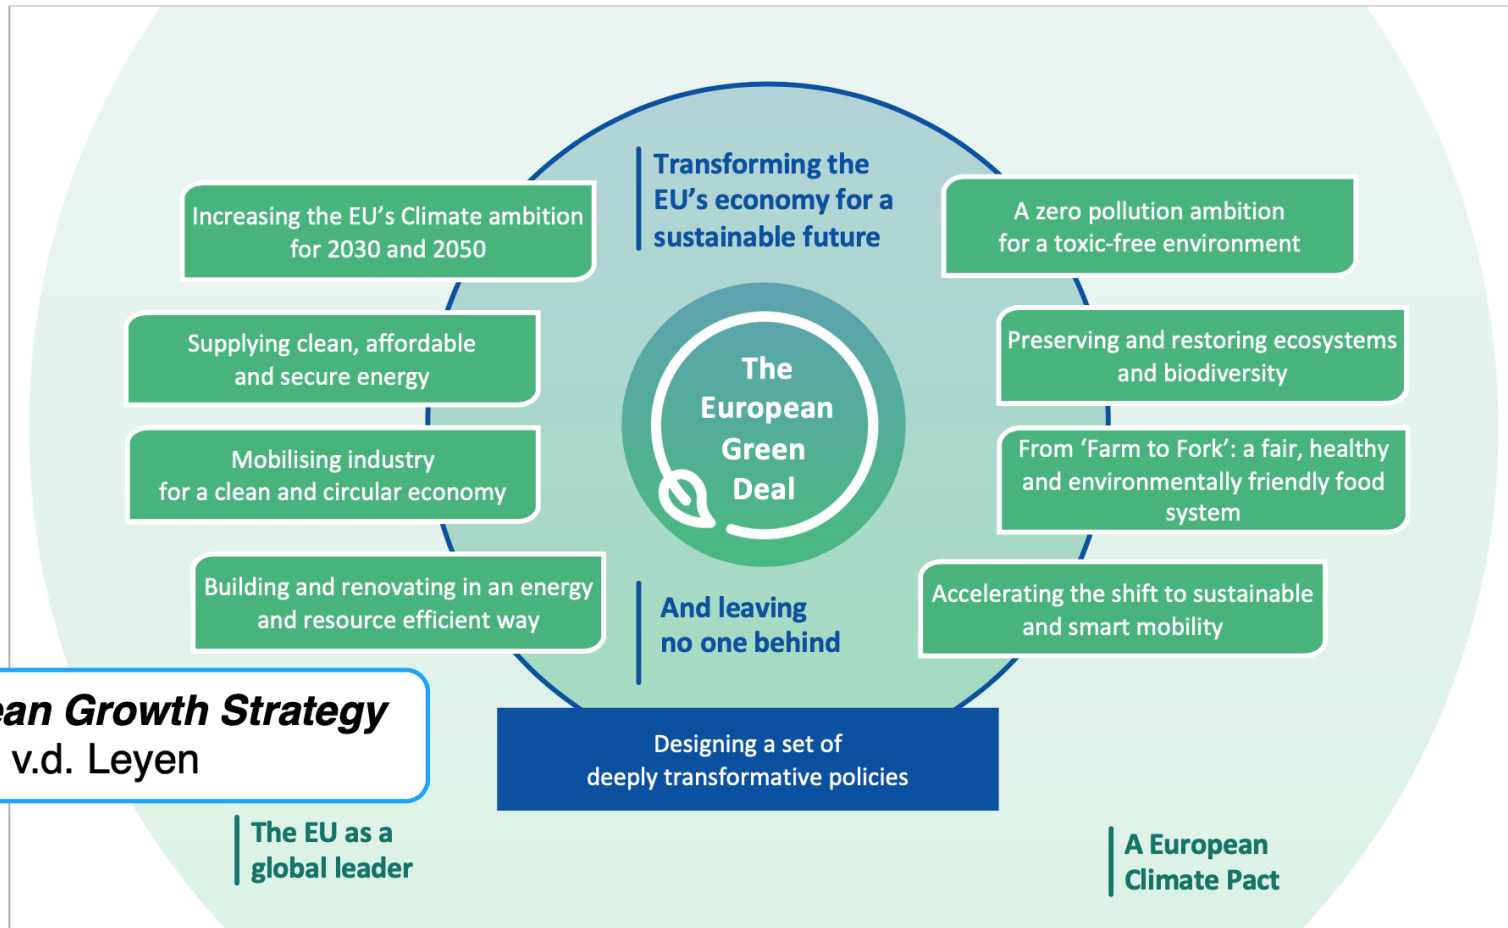 Transforming the
EU’s economy for a
sustainable future
Increasing the EU’s Climate ambition
for 2030 and 2050
A zero pollution ambition
for a toxic-free environment
Supplying clean, affordable
and secure energy
Preserving and restoring ecosystems
and biodiversity
The
European
Green
Deal
Mobilising industry
for a clean and circular economy
From ‘Farm to Fork’: a fair, healthy
and environmentally friendly food
system
Building and renovating in an energy
and resource efficient way
And leaving
no one behind
Accelerating the shift to sustainable
and smart mobility
Growth Strategy
v.d. Leyen
Designing a set of
deeply transformative policies
The EU as a
global leader
A European
Climate Pact